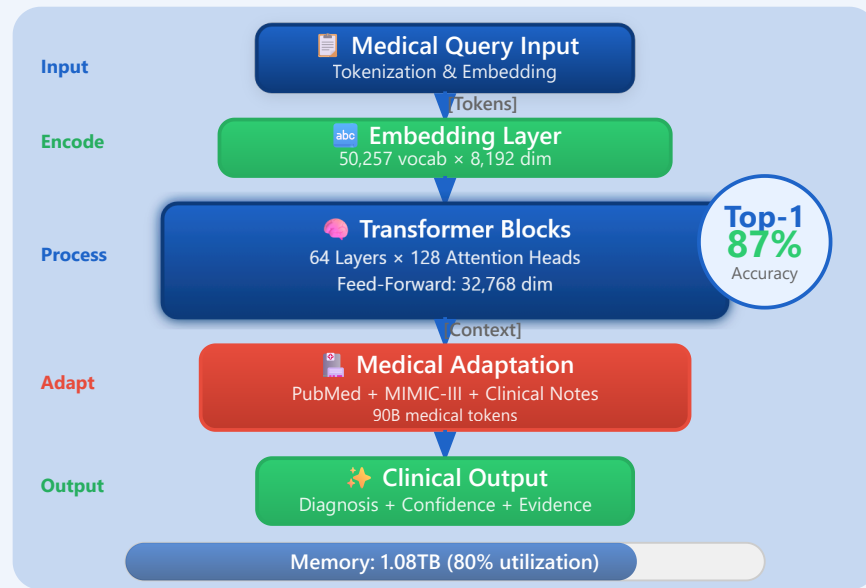 Input
📋 Medical Query Input
Tokenization & Embedding
[Tokens]
Encode
🔤 Embedding Layer
50,257 vocab × 8,192 dim
Process
🧠 Transformer Blocks
64 Layers × 128 Attention Heads
Feed-Forward: 32,768 dim
Top-1
87%
Accuracy
[Context]
Adapt
🏥 Medical Adaptation
PubMed + MIMIC-III + Clinical Notes
90B medical tokens
Output
✨ Clinical Output
Diagnosis + Confidence + Evidence
Memory: 1.08TB (80% utilization)